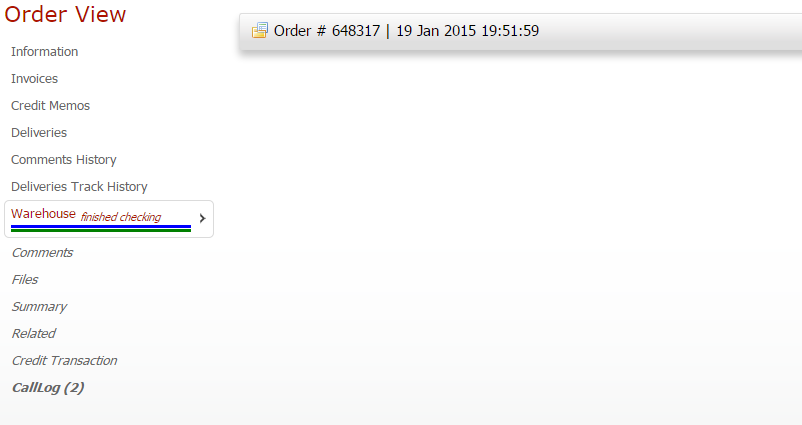 Order View
Order # 648317 | 19 Jan 2015 19:51:59
Information
Invoices
Credit Memos
Deliveries
Comments History
Deliveries Track History
Warehouse finished checking
Comments
Files
Summary
Related
Credit Transaction
CallLog (2)